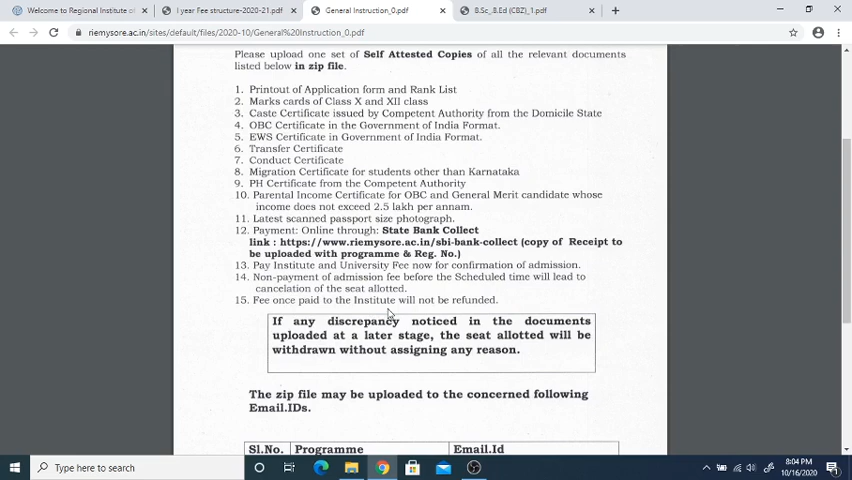 Welcome to Regional Institute o
I year Fee structure-2020-21.pdf
General Instruction_0.pdf
B.Sc_B.Ed (CBZ)_1.pdf
riemysore.ac.in/sites/default/files/2020-10/General%20Instruction_0.pdf
Please upload one set of Self Attested Copies of all the relevant documents
listed below in zip file.
1. Printout of Application form and Rank List
2. Marks cards of Class X and XII class
3. Caste Certificate issued by Competent Authority from the Domicile State
4. OBC Certificate in the Government of India Format.
5. EWS Certificate in Government of India Format.
6. Transfer Certificate
7. Conduct Certificate
8. Migration Certificate for students other than Karnataka
9. PH Certificate from the Competent Authority
10. Parental Income Certificate for OBC and General Merit candidate whose
income does not exceed 2.5 lakh per annam.
11. Latest scanned passport size photograph.
12. Payment: Online through: State Bank Collect
link : https://www.riemysore.ac.in/sbi-bank-collect (copy of Receipt to
be uploaded with programme & Reg. No.)
13. Pay Institute and University Fee now for confirmation of admission.
14. Non-payment of admission fee before the Scheduled time will lead to
cancelation of the seat allotted.
15. Fee once paid to the Institute will not be refunded.
If any discrepancy noticed in the documents
uploaded at a later stage, the seat allotted will be
withdrawn without assigning any reason.
The zip file may be uploaded to the concerned following
Email.IDs.
Sl.No. Programme Email.Id
Type here to search
8:04 PM
10/16/2020